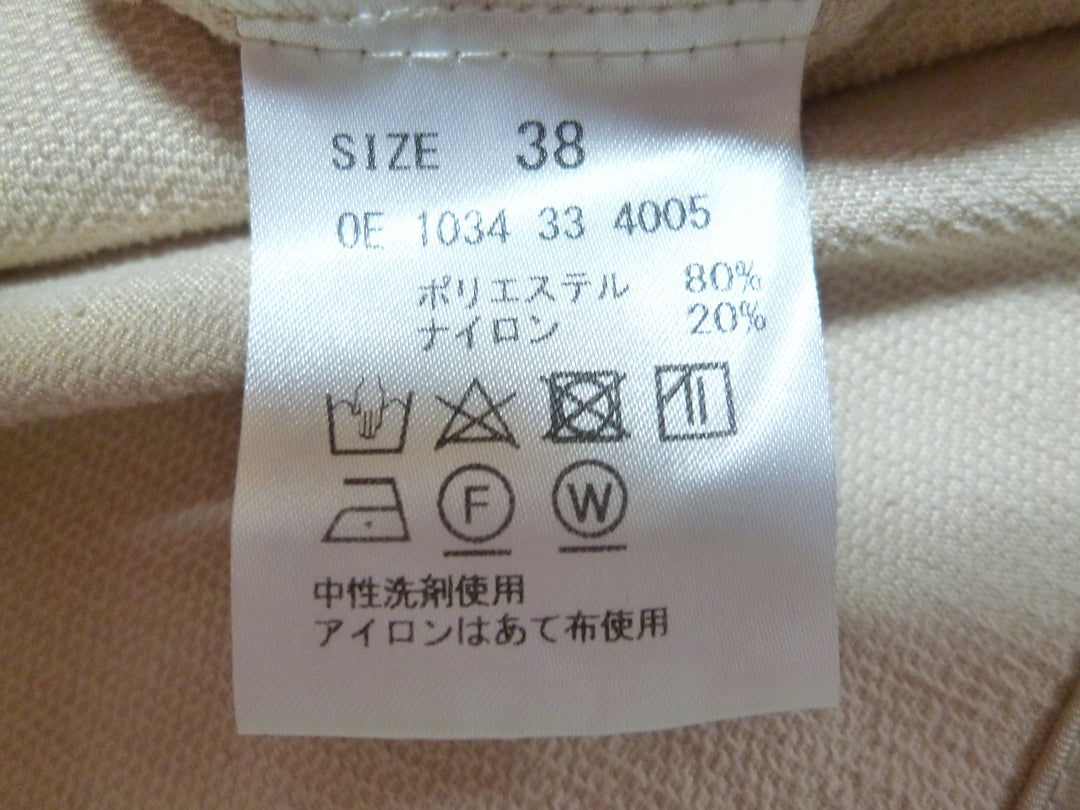 SIZE 38
OE 1034 33 4005
ポリエステル 80%
ナイロン 20%
F W
中性洗剤使用
アイロンはあて布使用